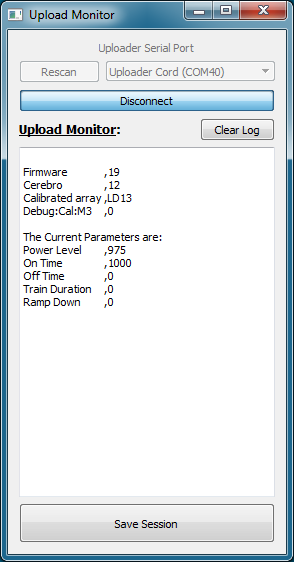 Upload Monitor
Uploader Serial Port
Rescan
Uploader Cord (COM40)
Disconnect
Upload Monitor:
Clear Log
Firmware ,19
Cerebro ,12
Calibrated array ,LD13
Debug:Cal:M3 ,0
The Current Parameters are:
Power Level ,975
On Time ,1000
Off Time ,0
Train Duration ,0
Ramp Down ,0
Save Session